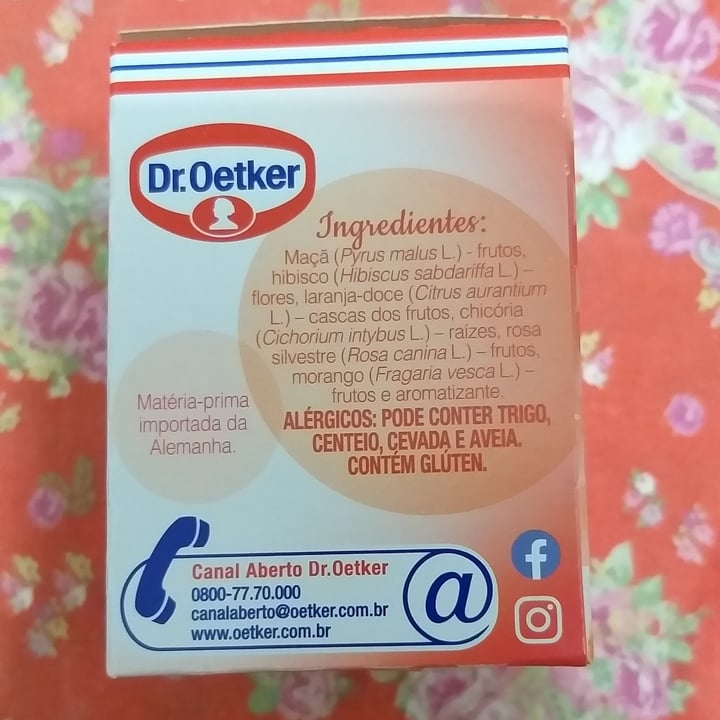 Dr.Oetker
Ingredientes:
Maçã (Pyrus malus L.) - frutos,
hibisco (Hibiscus sabdariffa L.) –
flores, laranja-doce (Citrus aurantium
L.) – cascas dos frutos, chicória
(Cichorium intybus L.) – raízes, rosa
silvestre (Rosa canina L.) – frutos,
morango (Fragaria vesca L.) –
frutos e aromatizante.
ALÉRGICOS: PODE CONTER TRIGO,
CENTEIO, CEVADA E AVEIA.
CONTÉM GLÚTEN.
Matéria-prima
importada da
Alemanha.
Canal Aberto Dr.Oetker
0800-77.70.000
canalaberto@oetker.com.br
www.oetker.com.br
@
f